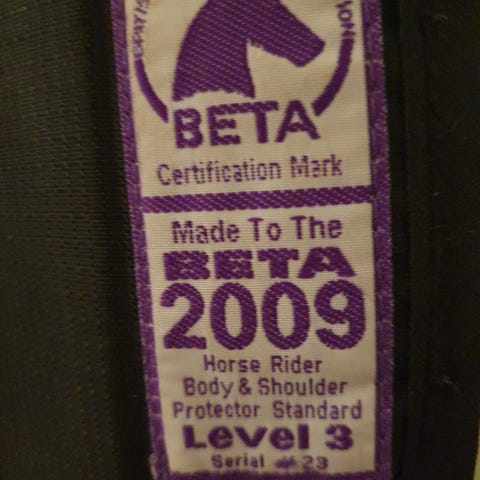 BETA
Certification Mark
Made To The
BETA
2009
Horse Rider
Body & Shoulder
Protector Standard
Level 3
Serial # 23